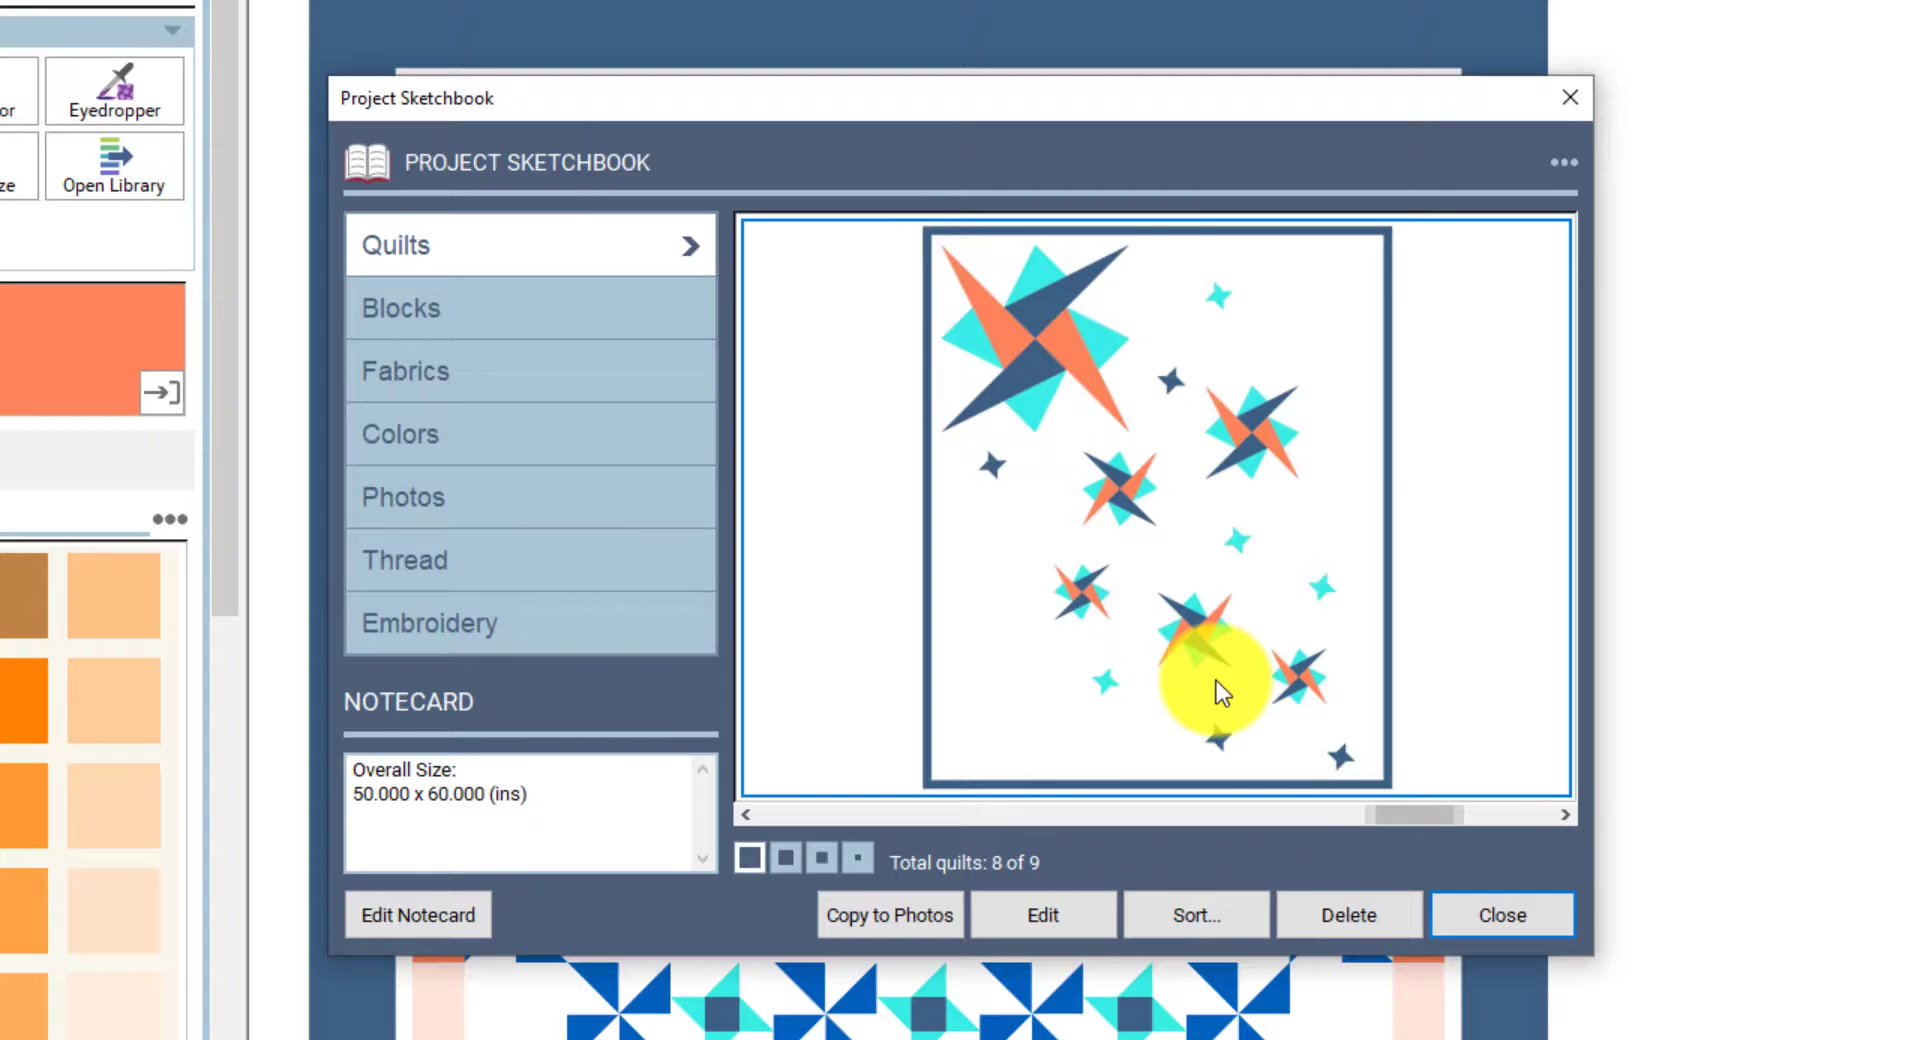 or
Eyedropper
ze
Open Library
Project Sketchbook
PROJECT SKETCHBOOK
Quilts
Blocks
Fabrics
Colors
Photos
Thread
Embroidery
NOTECARD
Overall Size:
50.000 x 60.000 (ins)
Total quilts: 8 of 9
Edit Notecard
Copy to Photos
Edit
Sort...
Delete
Close